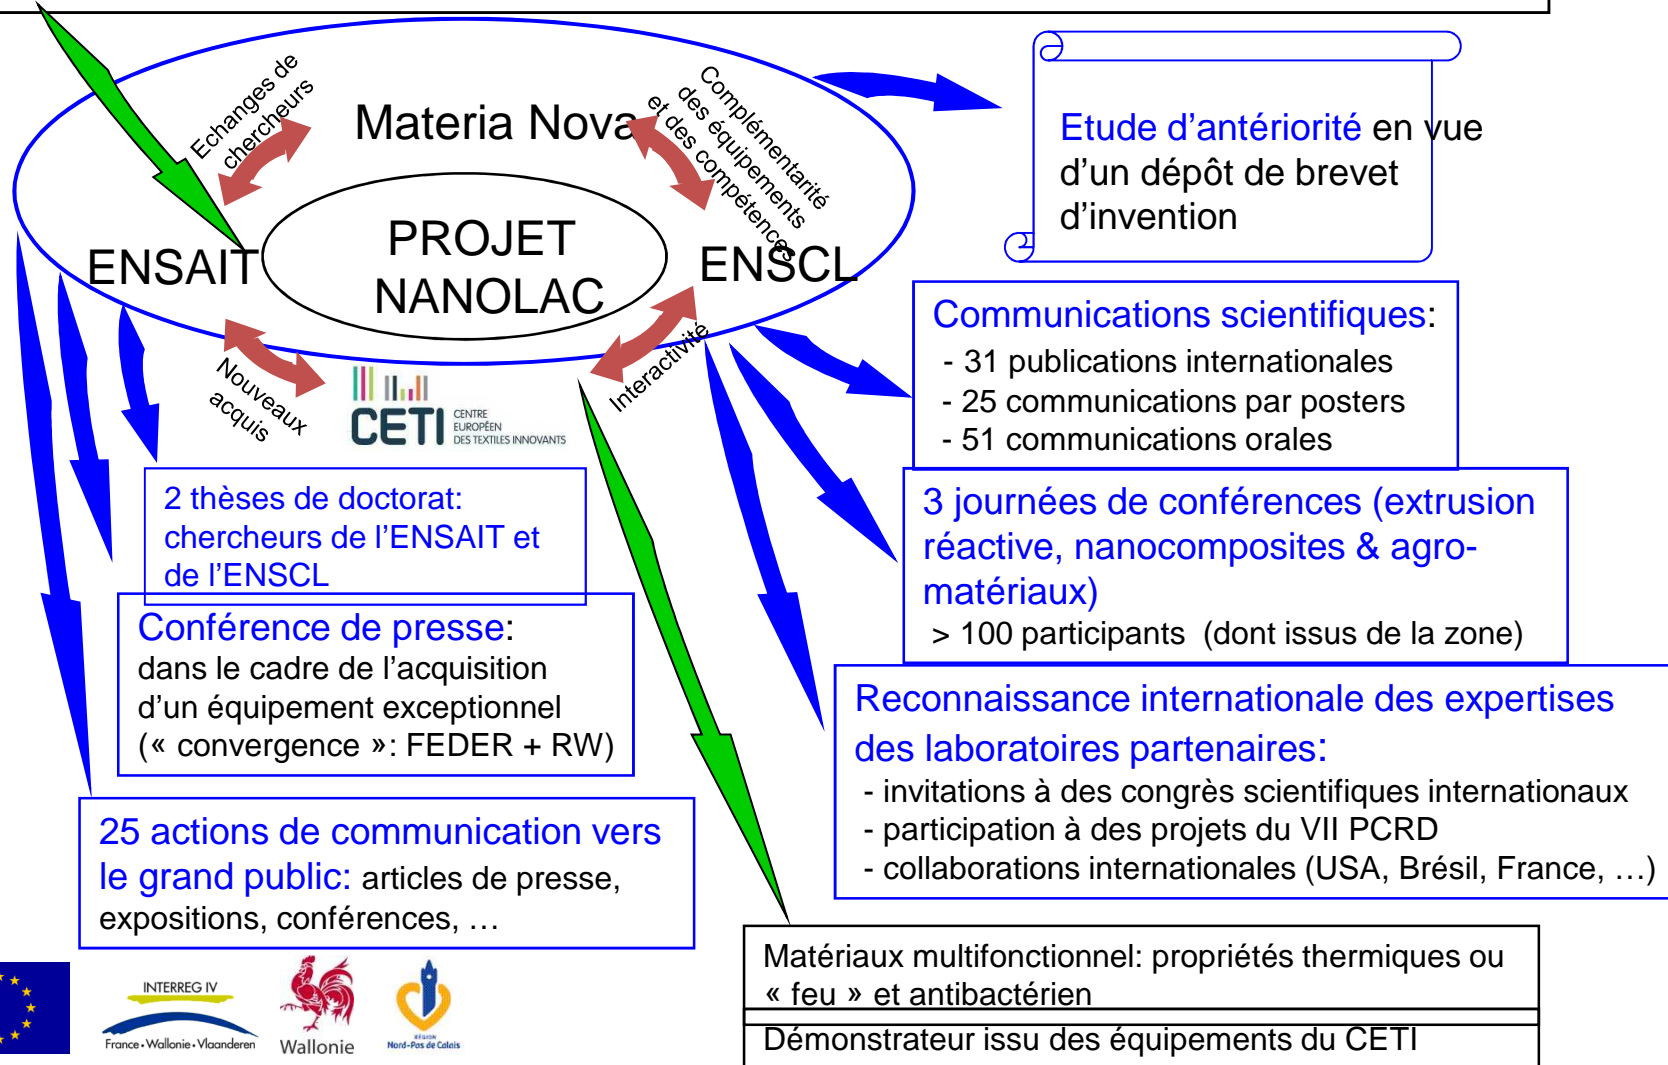 Echanges de
chercheurs
Materia Nova
Complémentarité
des équipements
et des compétences
ENSAIT
PROJET
NANOLAC
ENSCL
Nouveaux
acquis
Interactivité
CETI
CENTRE
EUROPÉEN
DES TEXTILES INNOVANTS
Etude d’antériorité en vue
d’un dépôt de brevet
d’invention
Communications scientifiques:
- 31 publications internationales
- 25 communications par posters
- 51 communications orales
3 journées de conférences (extrusion
réactive, nanocomposites & agro-
matériaux)
> 100 participants (dont issus de la zone)
Reconnaissance internationale des expertises
des laboratoires partenaires:
- invitations à des congrès scientifiques internationaux
- participation à des projets du VII PCRD
- collaborations internationales (USA, Brésil, France, …)
2 thèses de doctorat:
chercheurs de l’ENSAIT et
de l’ENSCL
Conférence de presse:
dans le cadre de l’acquisition
d’un équipement exceptionnel
(« convergence »: FEDER + RW)
25 actions de communication vers
le grand public: articles de presse,
expositions, conférences, …
Matériaux multifonctionnel: propriétés thermiques ou
« feu » et antibactérien
Démonstrateur issu des équipements du CETI
INTERREG IV
France • Wallonie • Vlaanderen
Wallonie
RÉGION
Nord-Pas de Calais